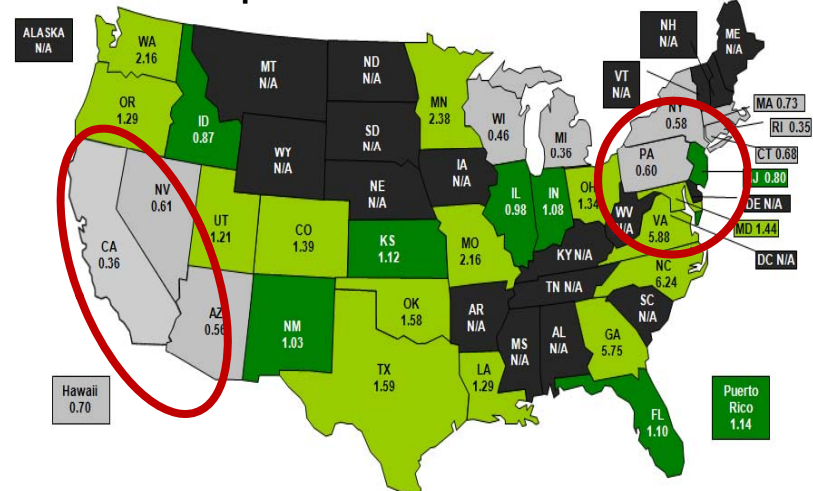 ALASKA
N/A
WA
2.16
OR
1.29
ID
0.87
MT
N/A
ND
N/A
MN
2.38
SD
N/A
WY
N/A
NE
N/A
IA
N/A
WI
0.46
MI
0.36
NH
N/A
ME
N/A
VT
N/A
NY
0.58
MA 0.73
RI 0.35
CT 0.68
PA
0.60
J 0.80
DE N/A
MD 1.44
DC N/A
NV
0.61
CA
0.36
UT
1.21
CO
1.39
AZ
0.56
NM
1.03
KS
1.12
MO
2.16
IL
0.98
IN
1.08
OH
1.34
WV
N/A
VA
5.88
KY N/A
TN N/A
NC
6.24
SC
N/A
OK
1.58
AR
N/A
TX
1.59
LA
1.29
MS
N/A
AL
N/A
GA
5.75
FL
1.10
Hawaii
0.70
Puerto
Rico
1.14